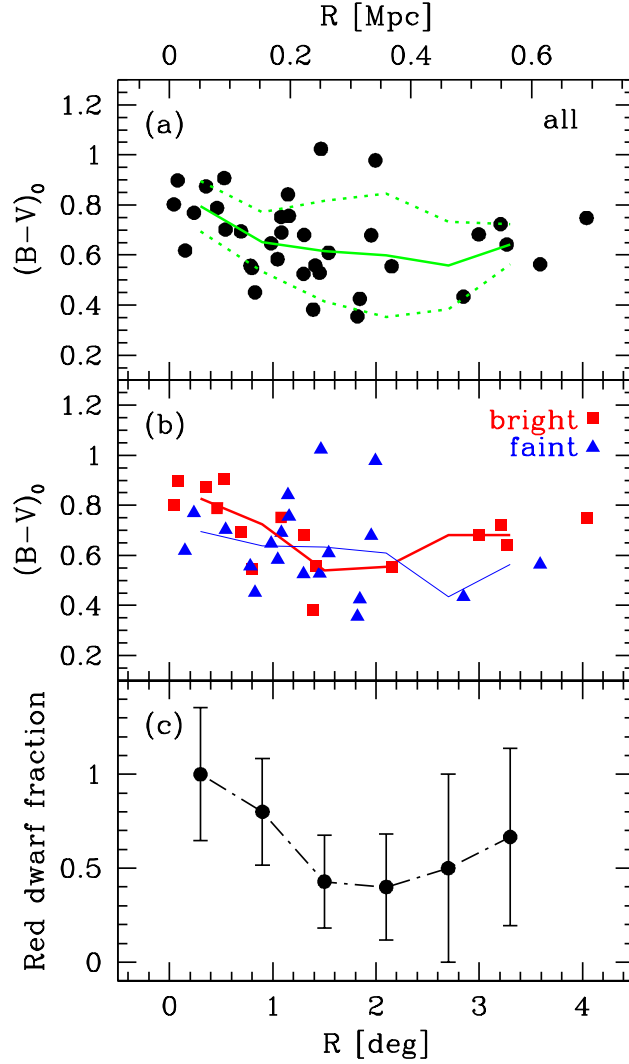 R [Mpc]
0 0.2 0.4 0.6
(a) all
1.2
1
0.8
0.6
0.4
0.2
(B−V)₀
(b) bright
faint
1.2
1
0.8
0.6
0.4
0.2
(B−V)₀
(c)
1
0.5
0
Red dwarf fraction
0 1 2 3 4
R [deg]